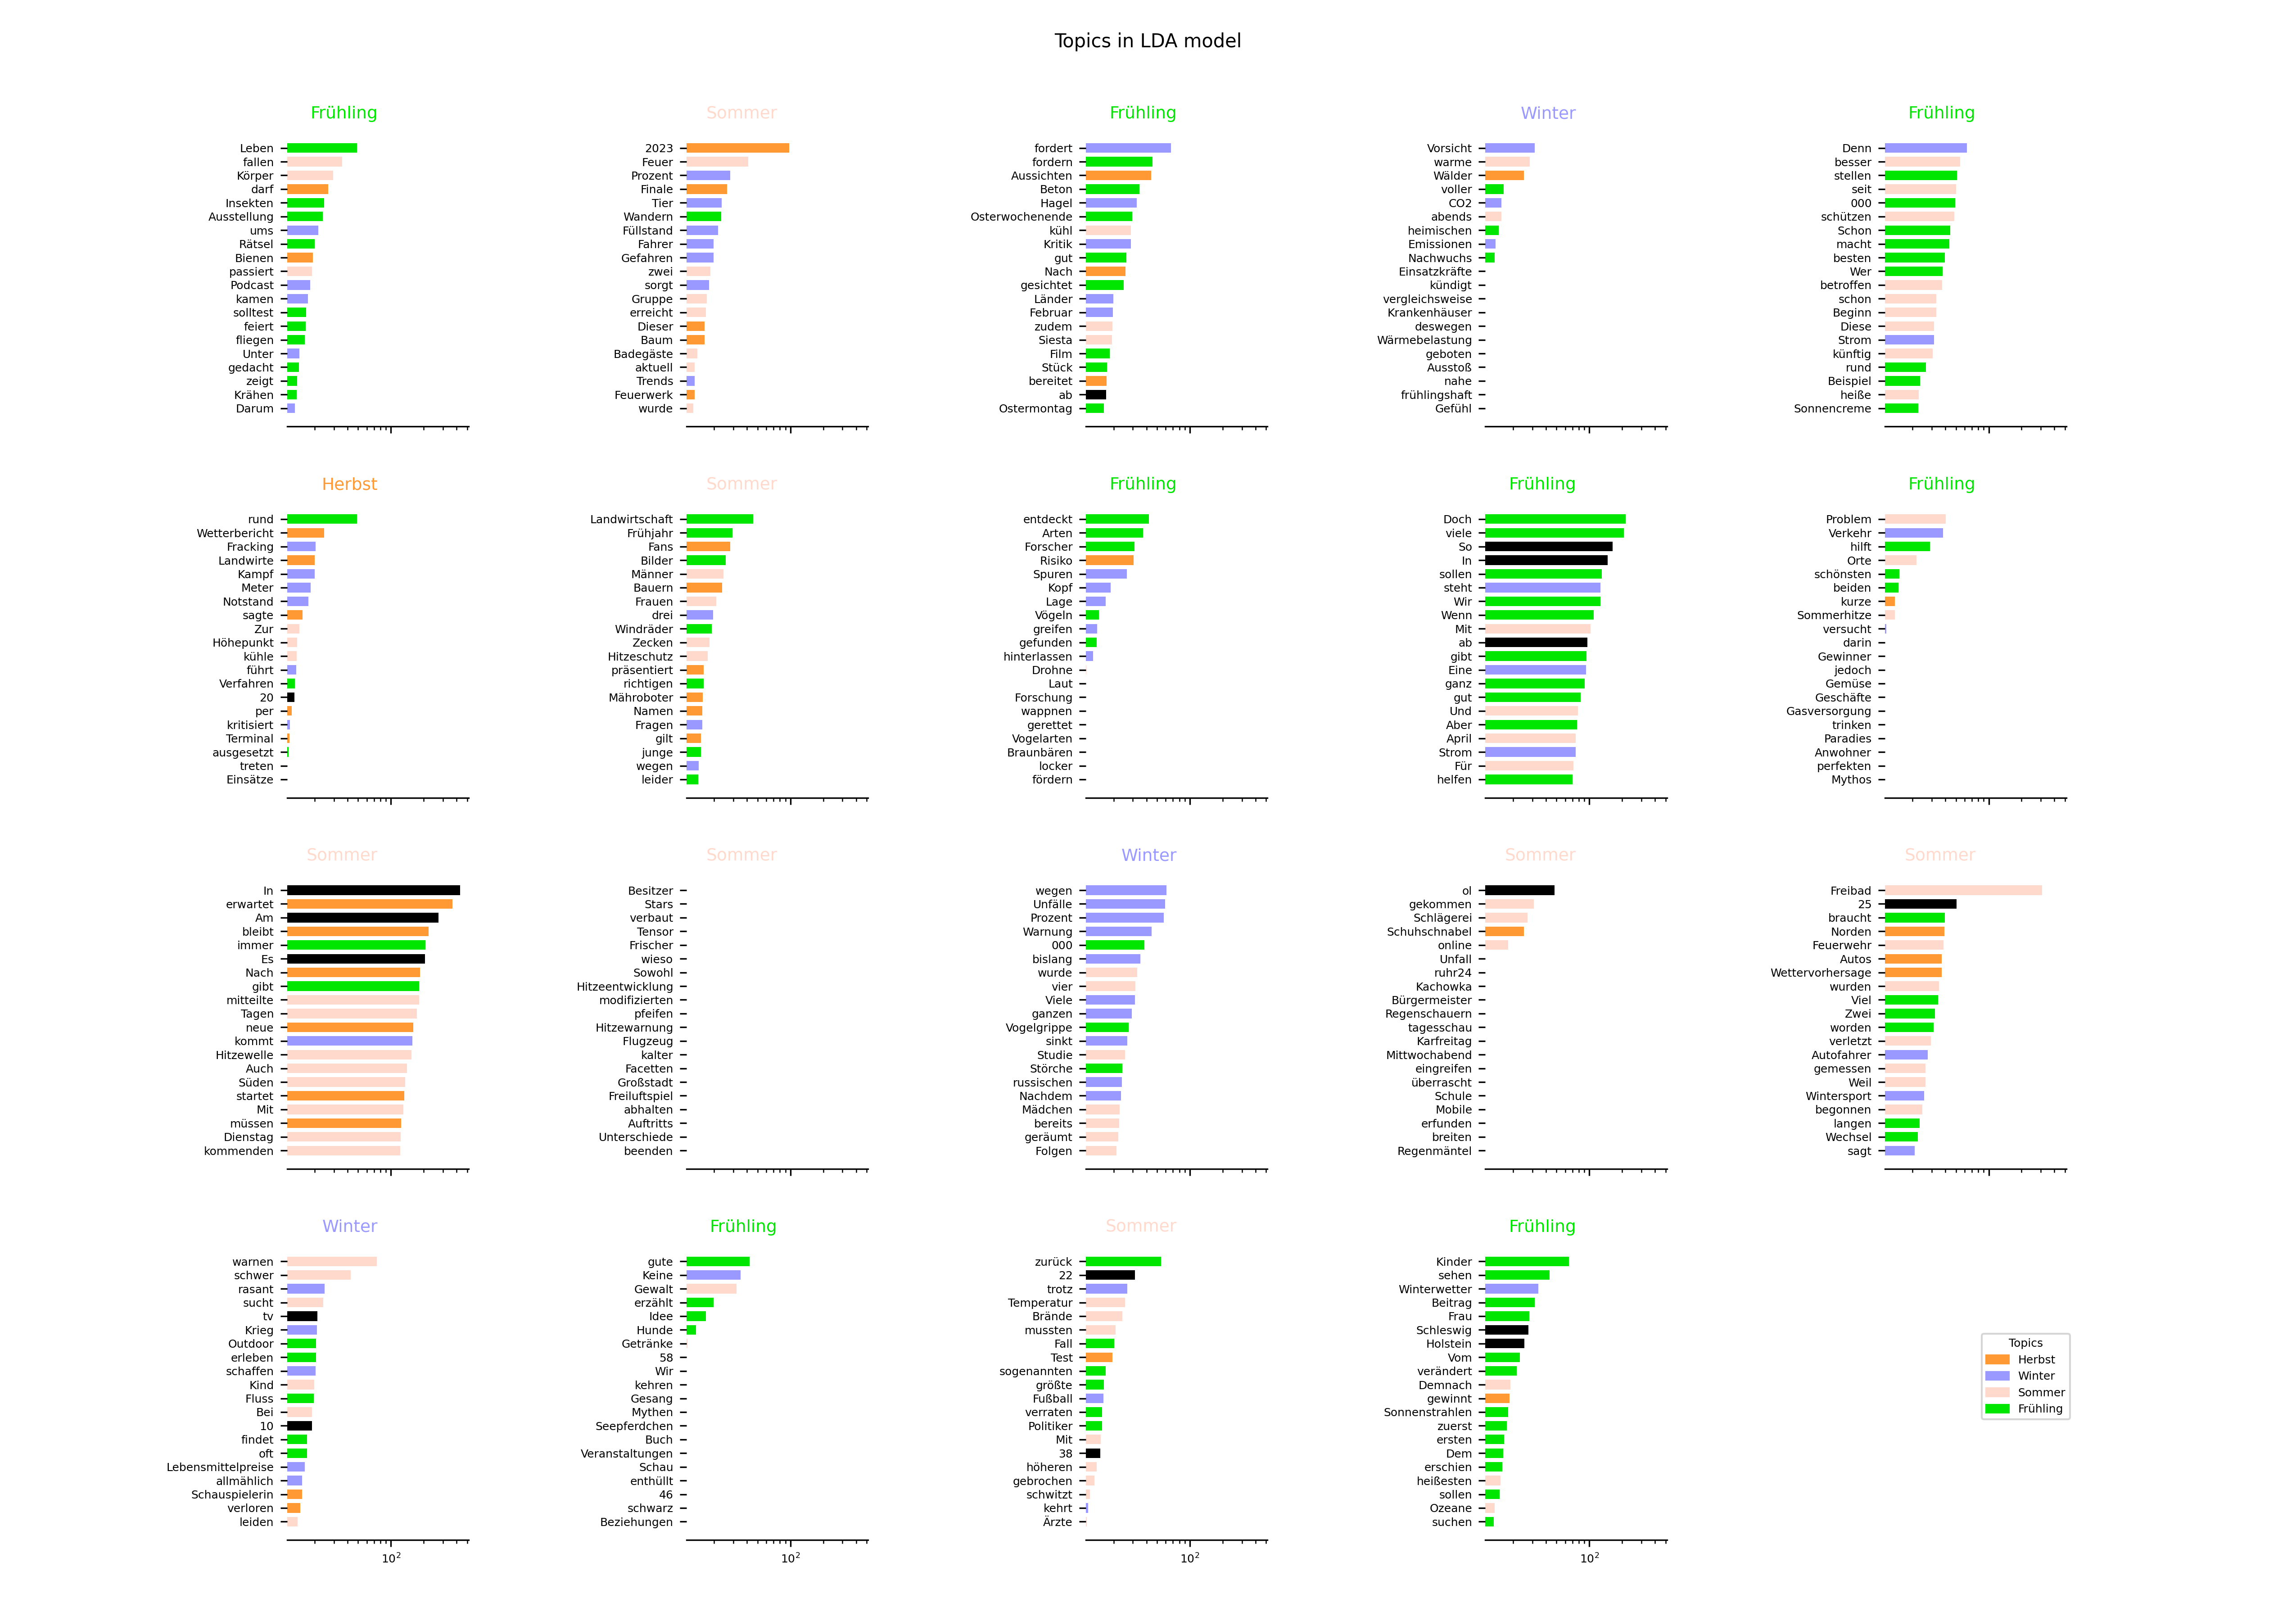 Topics in LDA model
Frühling
Leben
fallen
Körper
darf
Insekten
Ausstellung
ums
Rätsel
Bienen
passiert
Podcast
kamen
solltest
feiert
fliegen
Unter
gedacht
zeigt
Krähen
Darum
Sommer
2023
Feuer
Prozent
Finale
Tier
Wandern
Füllstand
Fahrer
Gefahren
zwei
sorgt
Gruppe
erreicht
Dieser
Baum
Badegäste
aktuell
Trends
Feuerwerk
wurde
Frühling
fordert
fordern
Aussichten
Beton
Hagel
Osterwochenende
kühl
Kritik
gut
Nach
gesichtet
Länder
Februar
zudem
Siesta
Film
Stück
bereitet
ab
Ostermontag
Winter
Vorsicht
warme
Wälder
voller
CO2
abends
heimischen
Emissionen
Nachwuchs
Einsatzkräfte
kündigt
vergleichsweise
Krankenhäuser
deswegen
Wärmebelastung
geboten
Ausstoß
nahe
frühlingshaft
Gefühl
Frühling
Denn
besser
stellen
seit
000
schützen
Schon
macht
besten
Wer
betroffen
schon
Beginn
Diese
Strom
künftig
rund
Beispiel
heiße
Sonnencreme
Herbst
rund
Wetterbericht
Fracking
Landwirte
Kampf
Meter
Notstand
sagte
Zur
Höhepunkt
kühle
führt
Verfahren
20
per
kritisiert
Terminal
ausgesetzt
treten
Einsätze
Sommer
Landwirtschaft
Frühjahr
Fans
Bilder
Männer
Bauern
Frauen
drei
Windräder
Zecken
Hitzeschutz
präsentiert
richtigen
Mähroboter
Namen
Fragen
gilt
junge
wegen
leider
Frühling
entdeckt
Arten
Forscher
Risiko
Spuren
Kopf
Lage
Vögeln
greifen
gefunden
hinterlassen
Drohne
Laut
Forschung
wappnen
gerettet
Vogelarten
Braunbären
locker
fördern
Frühling
Doch
viele
So
In
sollen
steht
Wir
Wenn
Mit
ab
gibt
Eine
ganz
gut
Und
Aber
April
Strom
Für
helfen
Frühling
Problem
Verkehr
hilft
Orte
schönsten
beiden
kurze
Sommerhitze
versucht
darin
Gewinner
jedoch
Gemüse
Geschäfte
Gasversorgung
trinken
Paradies
Anwohner
perfekten
Mythos
Sommer
In
erwartet
Am
bleibt
immer
Es
Nach
gibt
mitteilte
Tagen
neue
kommt
Hitzewelle
Auch
Süden
startet
Mit
müssen
Dienstag
kommenden
Sommer
Besitzer
Stars
verbaut
Tensor
Frischer
wieso
Sowohl
Hitzeentwicklung
modifizierten
pfeifen
Hitzewarnung
Flugzeug
kalter
Facetten
Großstadt
Freiluftspiel
abhalten
Auftritts
Unterschiede
beenden
Winter
wegen
Unfälle
Prozent
Warnung
000
bislang
wurde
vier
Viele
ganzen
Vogelgrippe
sinkt
Studie
Störche
russischen
Nachdem
Mädchen
bereits
geräumt
Folgen
Sommer
ol
gekommen
Schlägerei
Schuhschnabel
online
Unfall
ruhr24
Kachowka
Bürgermeister
Regenschauern
tagesschau
Karfreitag
Mittwochabend
eingreifen
überrascht
Schule
Mobile
erfunden
breiten
Regenmäntel
Sommer
Freibad
25
braucht
Norden
Feuerwehr
Autos
Wettervorhersage
wurden
Viel
Zwei
worden
verletzt
Autofahrer
gemessen
Weil
Wintersport
begonnen
langen
Wechsel
sagt
Winter
warnen
schwer
rasant
sucht
tv
Krieg
Outdoor
erleben
schaffen
Kind
Fluss
Bei
10
findet
oft
Lebensmittelpreise
allmählich
Schauspielerin
verloren
leiden
10²
Frühling
gute
Keine
Gewalt
erzählt
Idee
Hunde
Getränke
58
Wir
kehren
Gesang
Mythen
Seepferdchen
Buch
Veranstaltungen
Schau
enthüllt
46
schwarz
Beziehungen
10²
Sommer
zurück
22
trotz
Temperatur
Brände
mussten
Fall
Test
sogenannten
größte
Fußball
verraten
Politiker
Mit
38
höheren
gebrochen
schwitzt
kehrt
Ärzte
10²
Frühling
Kinder
sehen
Winterwetter
Beitrag
Frau
Schleswig
Holstein
Vom
verändert
Demnach
gewinnt
Sonnenstrahlen
zuerst
ersten
Dem
erschien
heißesten
sollen
Ozeane
suchen
10²
Topics
Herbst
Winter
Sommer
Frühling